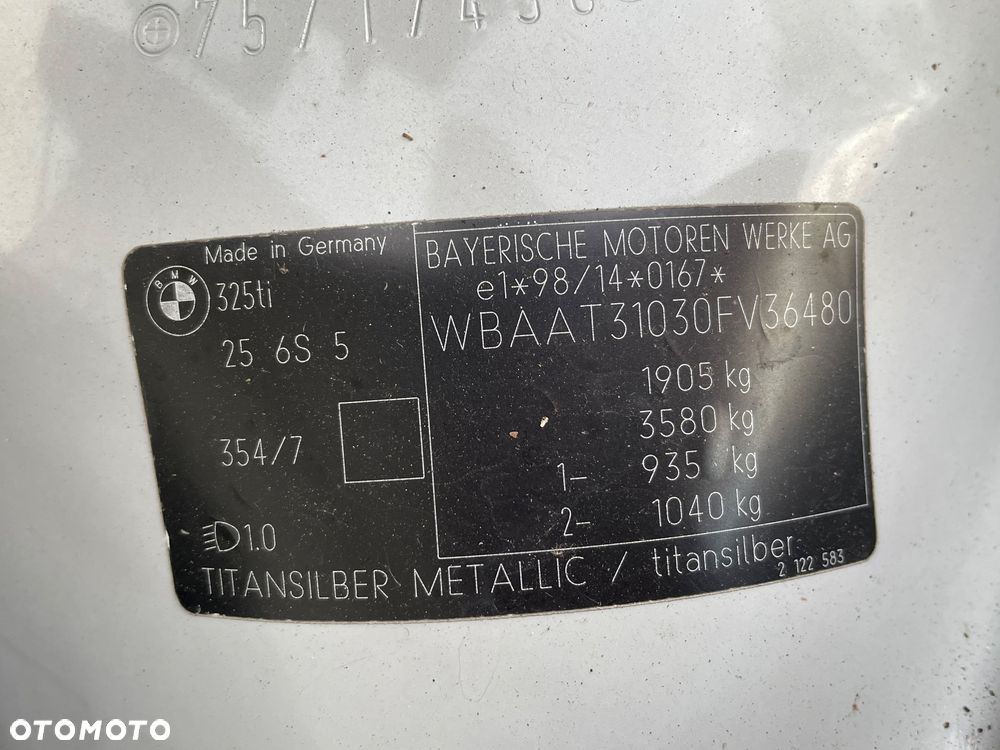 Made in Germany
BMW
325ti
25 6S 5
354/7
1.0
BAYERISCHE MOTOREN WERKE AG
e1*98/14*0167*
WBAAT31030FV36480
1905 kg
3580 kg
1- 935 kg
2- 1040 kg
TITANSILBER METALLIC / titansilber
2 122 583
OTOMOTO